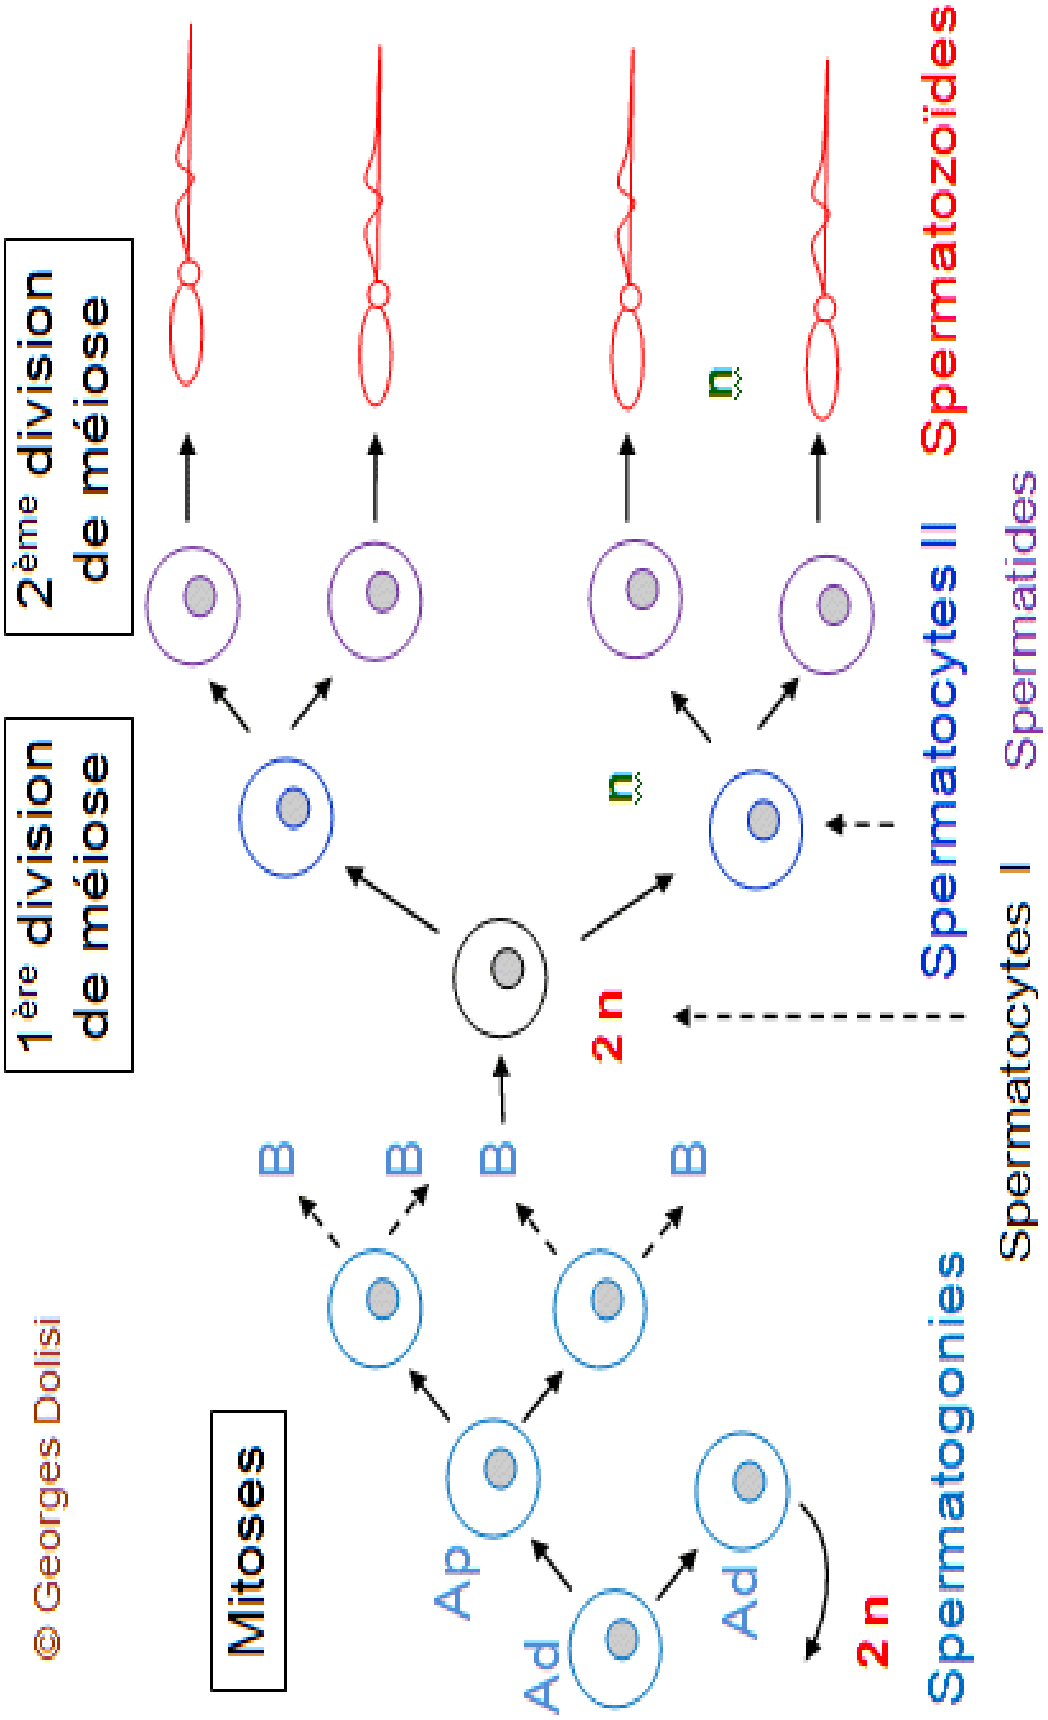 © Georges Dolisi
Mitoses
1ère division
de méiose
2ème division
de méiose
Ad
Ap
Ad
B
B
B
B
2 n
2 n
n
n
Spermatogonies
Spermatocytes I
Spermatocytes II
Spermatides
Spermatozoïdes